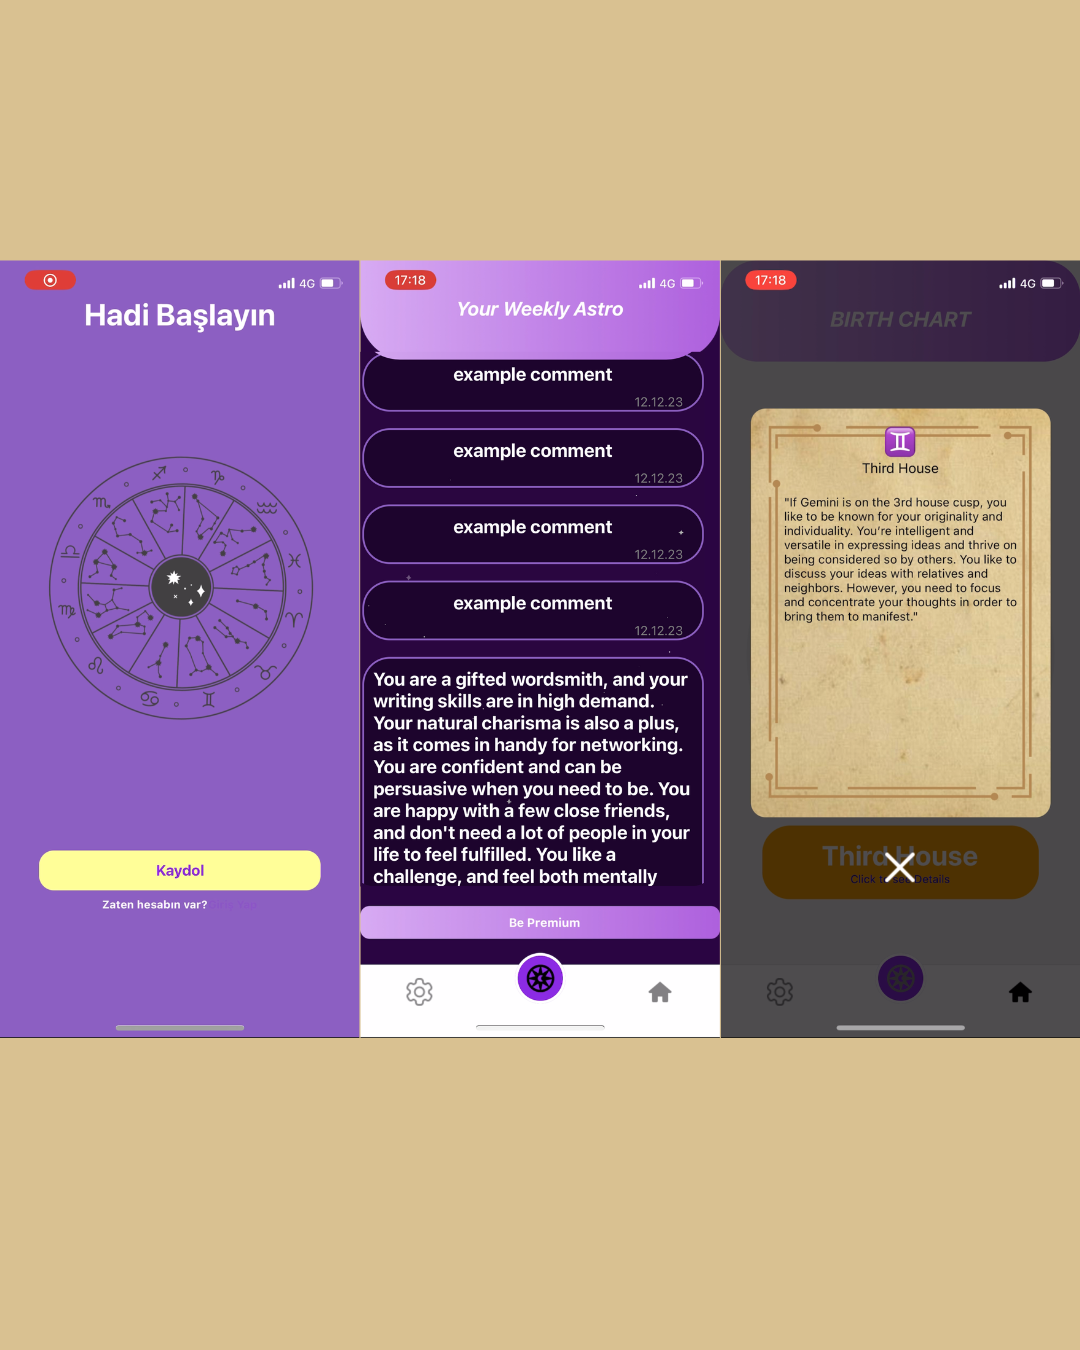 4G
Hadi Başlayın
Kaydol
Zaten hesabın var? Giriş Yap
17:18
4G
Your Weekly Astro
example comment
12.12.23
example comment
12.12.23
example comment
12.12.23
example comment
12.12.23
You are a gifted wordsmith, and your
writing skills are in high demand.
Your natural charisma is also a plus,
as it comes in handy for networking.
You are confident and can be
persuasive when you need to be. You
are happy with a few close friends,
and don't need a lot of people in your
life to feel fulfilled. You like a
challenge, and feel both mentally
Be Premium
17:18
4G
BIRTH CHART
Third House
"If Gemini is on the 3rd house cusp, you
like to be known for your originality and
individuality. You're intelligent and
versatile in expressing ideas and thrive on
being considered so by others. You like to
discuss your ideas with relatives and
neighbors. However, you need to focus
and concentrate your thoughts in order to
bring them to manifest."
Third House
Click to see Details